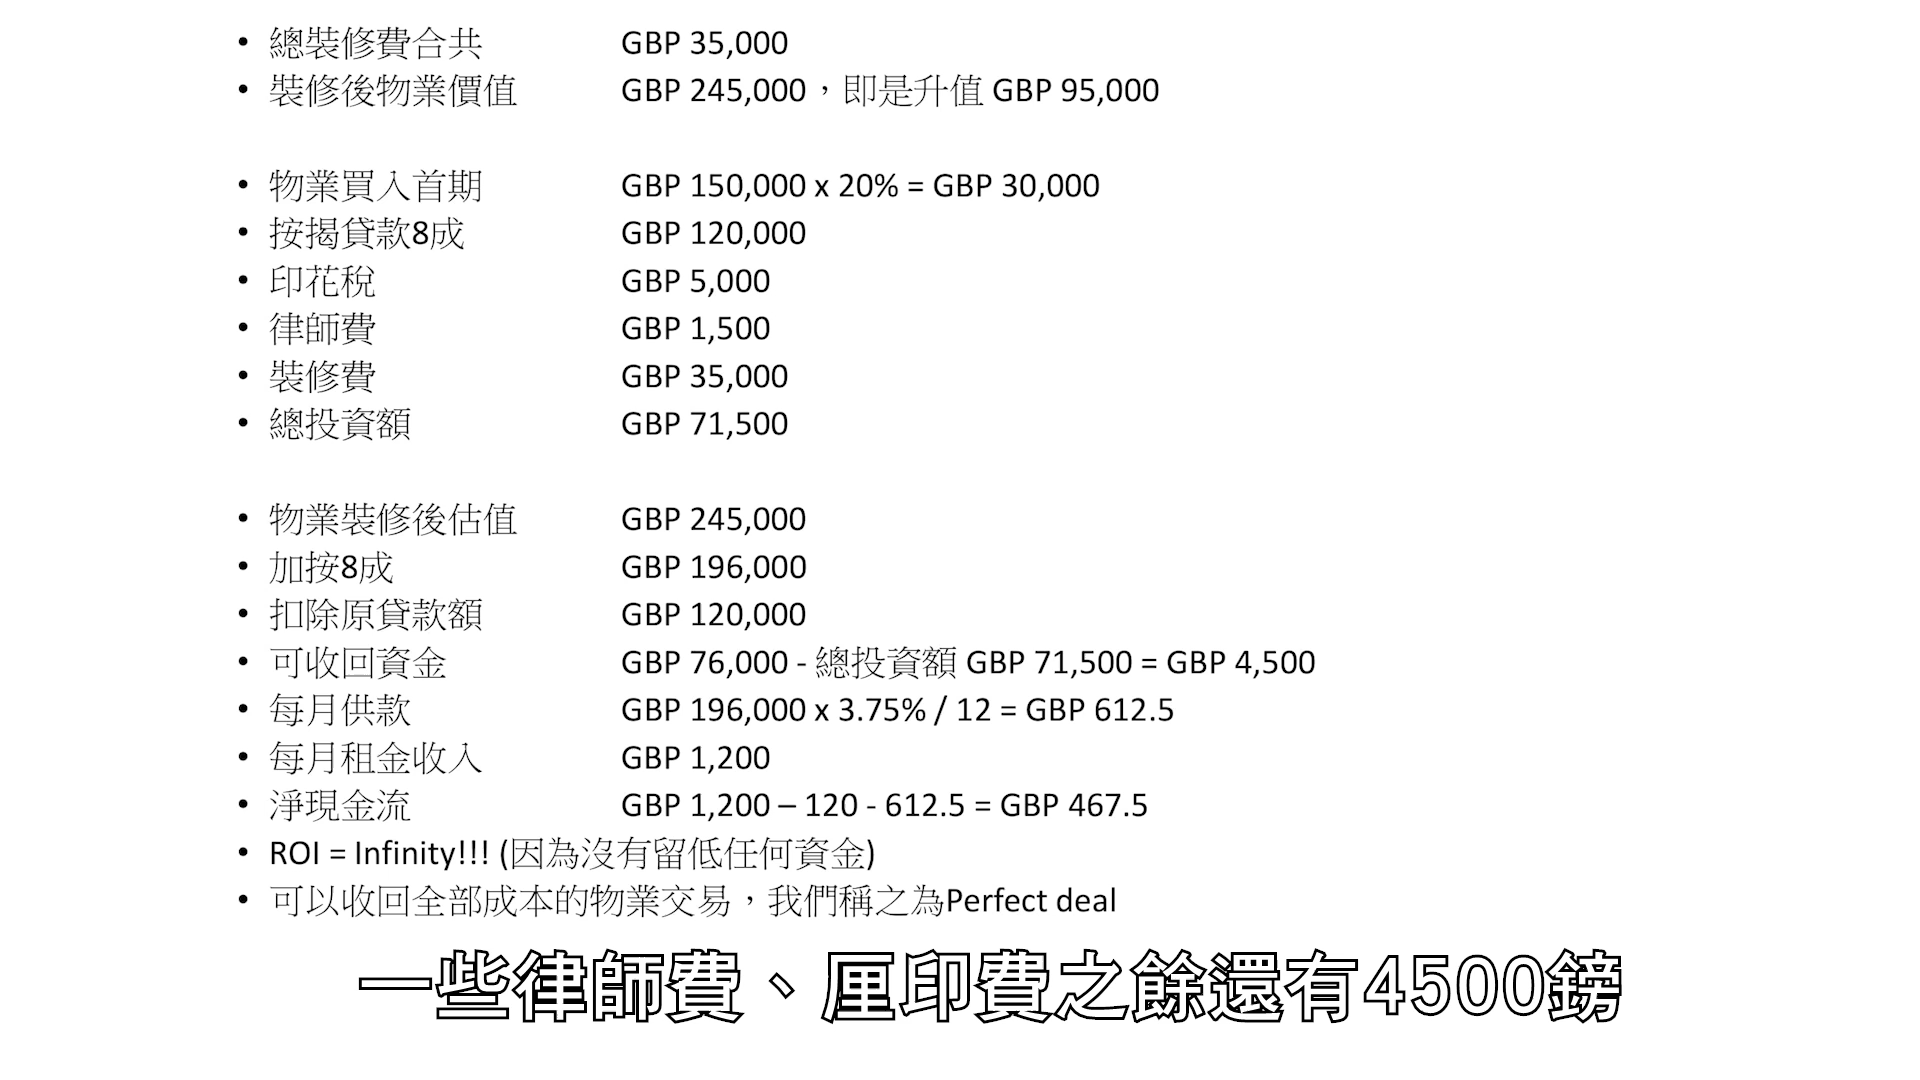 • 總裝修費合共 GBP 35,000
• 裝修後物業價值 GBP 245,000，即是升值 GBP 95,000
• 物業買入首期 GBP 150,000 x 20% = GBP 30,000
• 按揭貸款8成 GBP 120,000
• 印花稅 GBP 5,000
• 律師費 GBP 1,500
• 裝修費 GBP 35,000
• 總投資額 GBP 71,500
• 物業裝修後估值 GBP 245,000
• 加按8成 GBP 196,000
• 扣除原貸款額 GBP 120,000
• 可收回資金 GBP 76,000 - 總投資額 GBP 71,500 = GBP 4,500
• 每月供款 GBP 196,000 x 3.75% / 12 = GBP 612.5
• 每月租金收入 GBP 1,200
• 淨現金流 GBP 1,200 – 120 - 612.5 = GBP 467.5
• ROI = Infinity!!! (因為沒有留低任何資金)
• 可以收回全部成本的物業交易，我們稱之為Perfect deal
一些律師費、厘印費之餘還有4500鎊